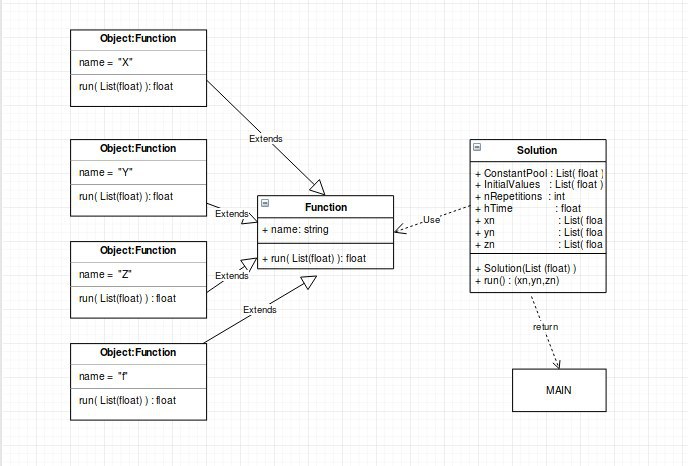 Object:Function
name = "X"
run( List(float) ): float
Extends
Object:Function
name = "Y"
run( List(float) ): float
Extends
Object:Function
name = "Z"
run( List(float) ) : float
Extends
Object:Function
name = "f"
run( List(float) ) : float
Extends
Function
+ name: string
+ run( List(float) ): float
Use
Solution
+ ConstantPool : List( float )
+ InitialValues : List( float )
+ nRepetitions : int
+ hTime : float
+ xn : List( floa
+ yn : List( floa
+ zn : List( floa
+ Solution(List (float) )
+ run() : (xn,yn,zn)
return
MAIN